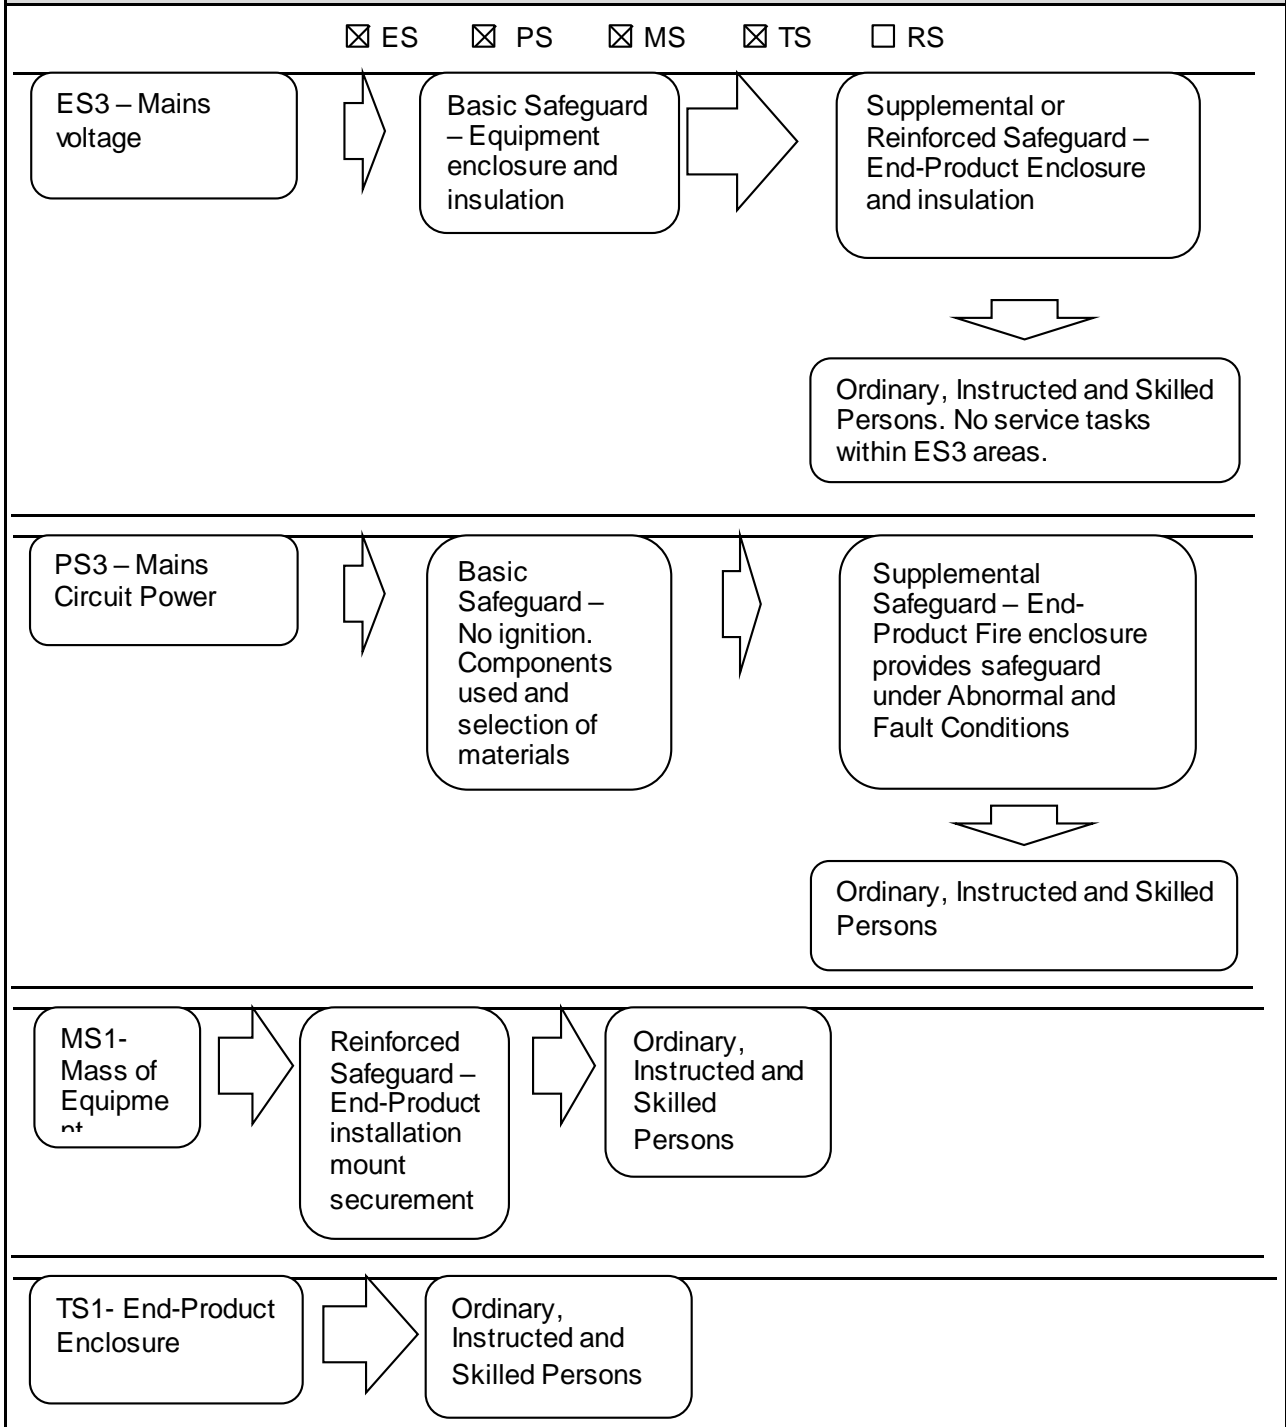 ☒ ES ☒ PS ☒ MS ☒ TS ☐ RS
ES3 – Mains
voltage
Basic Safeguard
– Equipment
enclosure and
insulation
Supplemental or
Reinforced Safeguard –
End-Product Enclosure
and insulation
Ordinary, Instructed and Skilled
Persons. No service tasks
within ES3 areas.
PS3 – Mains
Circuit Power
Basic
Safeguard –
No ignition.
Components
used and
selection of
materials
Supplemental
Safeguard – End-
Product Fire enclosure
provides safeguard
under Abnormal and
Fault Conditions
Ordinary, Instructed and Skilled
Persons
MS1-
Mass of
Equipme
nt
Reinforced
Safeguard –
End-Product
installation
mount
securement
Ordinary,
Instructed and
Skilled
Persons
TS1- End-Product
Enclosure
Ordinary,
Instructed and
Skilled Persons